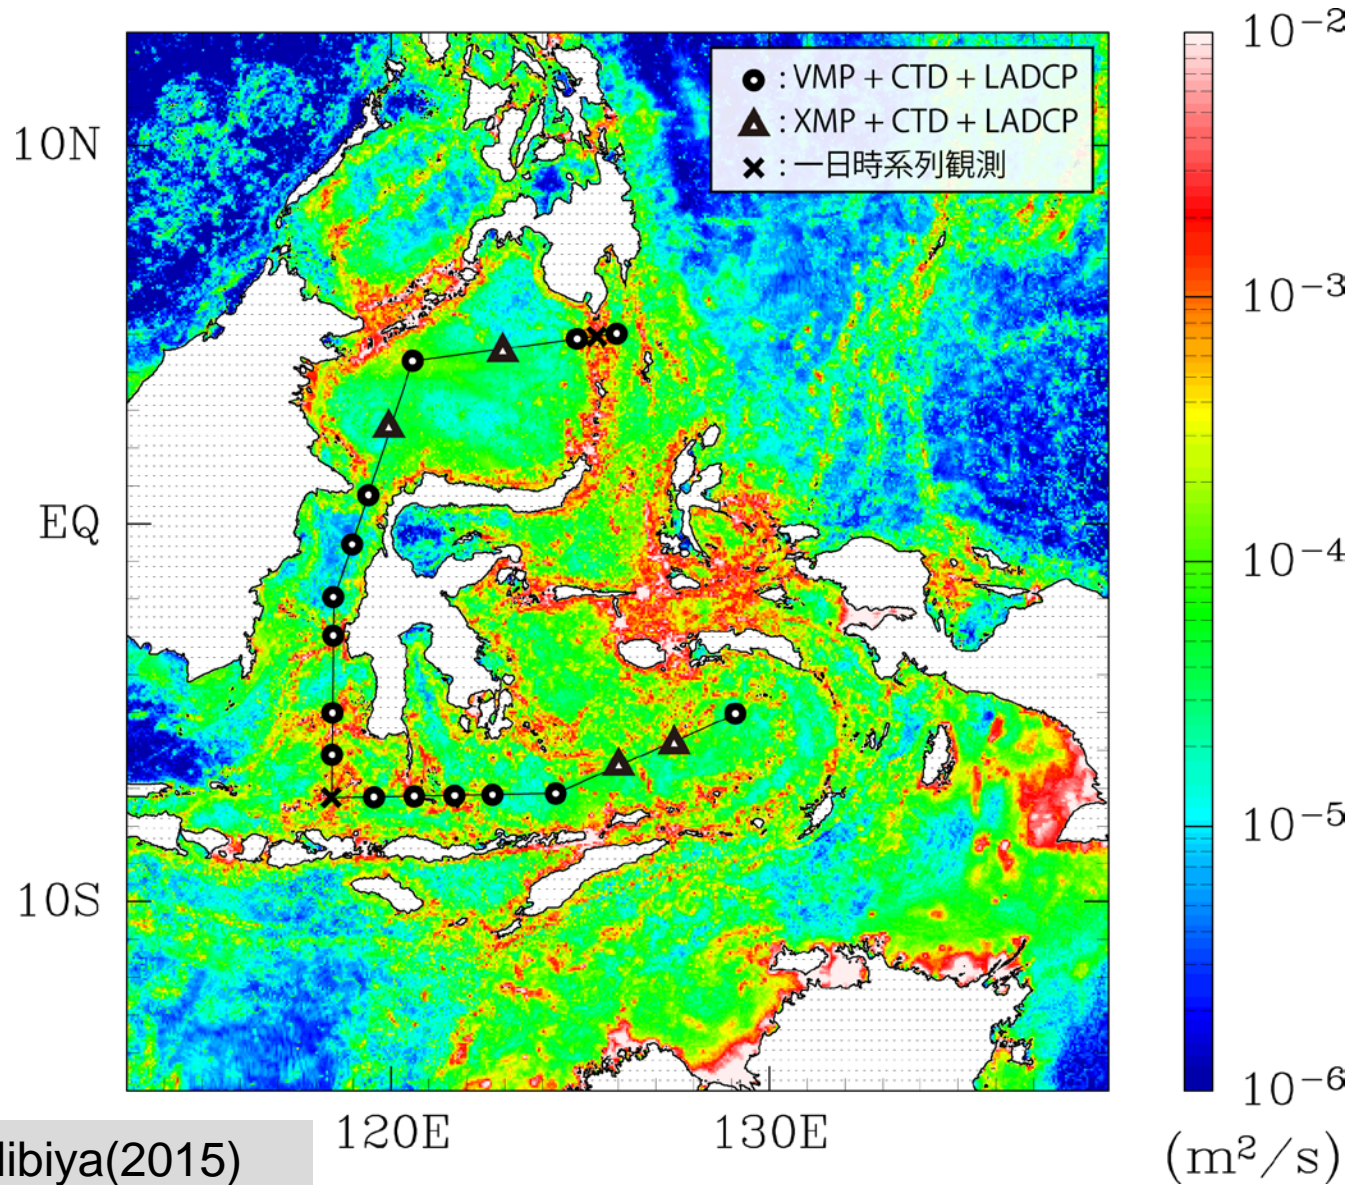 10⁻²
: VMP + CTD + LADCP
: XMP + CTD + LADCP
: 一日時系列観測
10N
10⁻³
EQ
10⁻⁴
10⁻⁵
10S
10⁻⁶
120E 130E
(m²/s)
(2015)